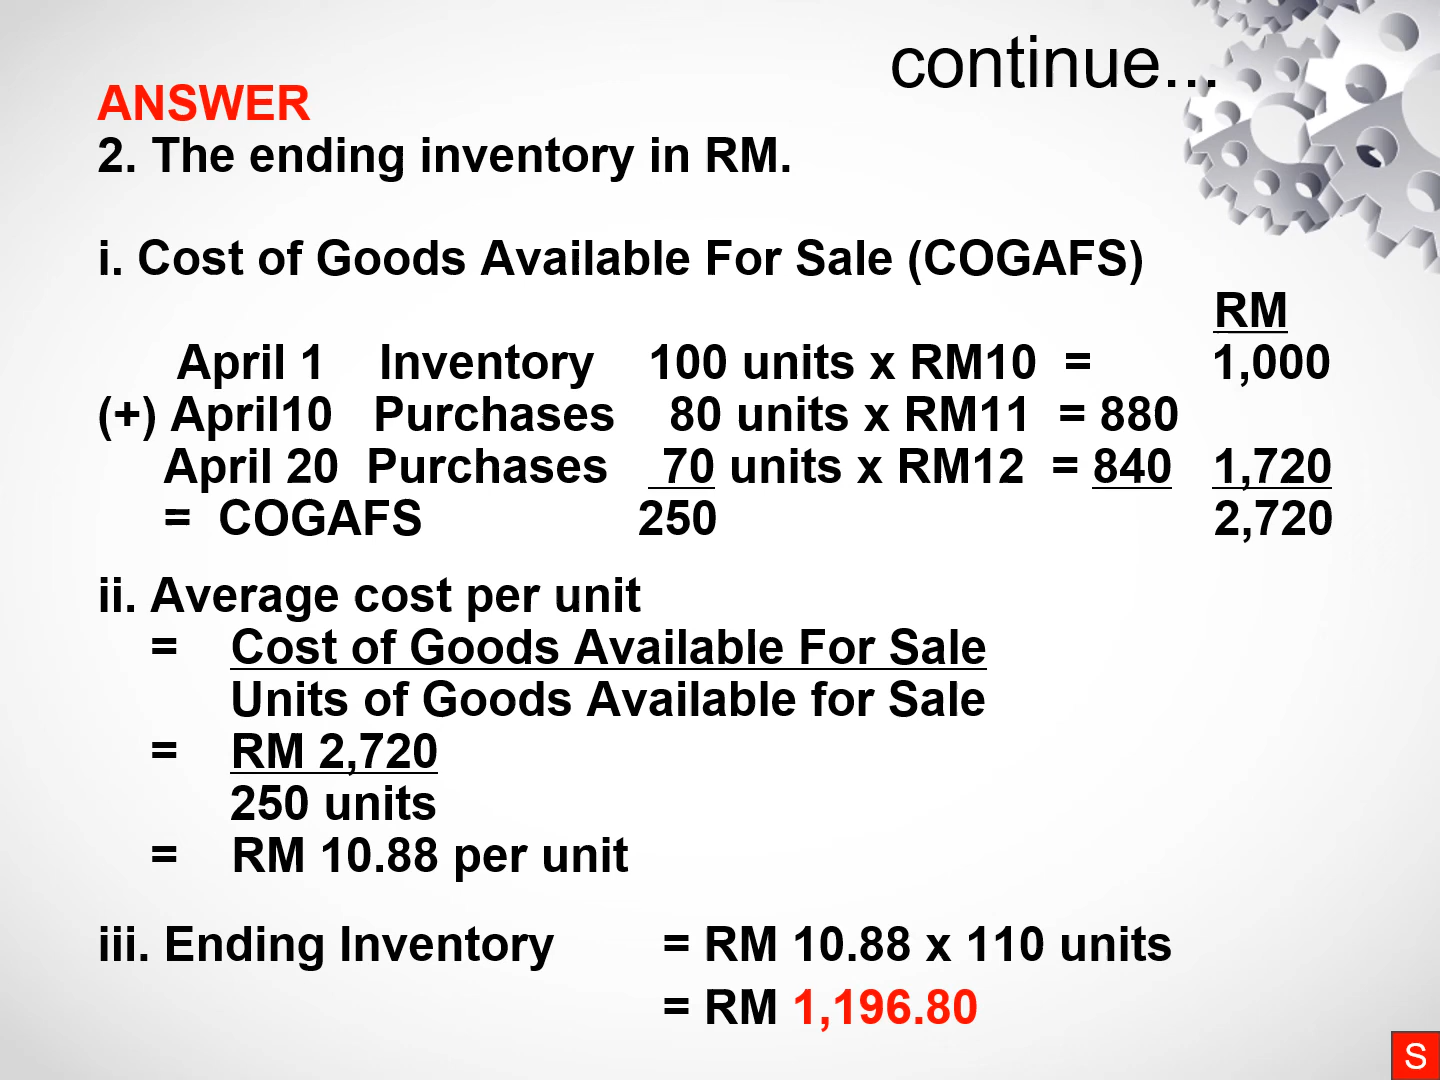 continue...
ANSWER
2. The ending inventory in RM.
i. Cost of Goods Available For Sale (COGAFS)
RM
April 1 Inventory 100 units x RM10 = 1,000
(+) April10 Purchases 80 units x RM11 = 880
April 20 Purchases 70 units x RM12 = 840 1,720
= COGAFS 250 2,720
ii. Average cost per unit
= Cost of Goods Available For Sale
Units of Goods Available for Sale
= RM 2,720
250 units
= RM 10.88 per unit
iii. Ending Inventory = RM 10.88 x 110 units
= RM 1,196.80
S